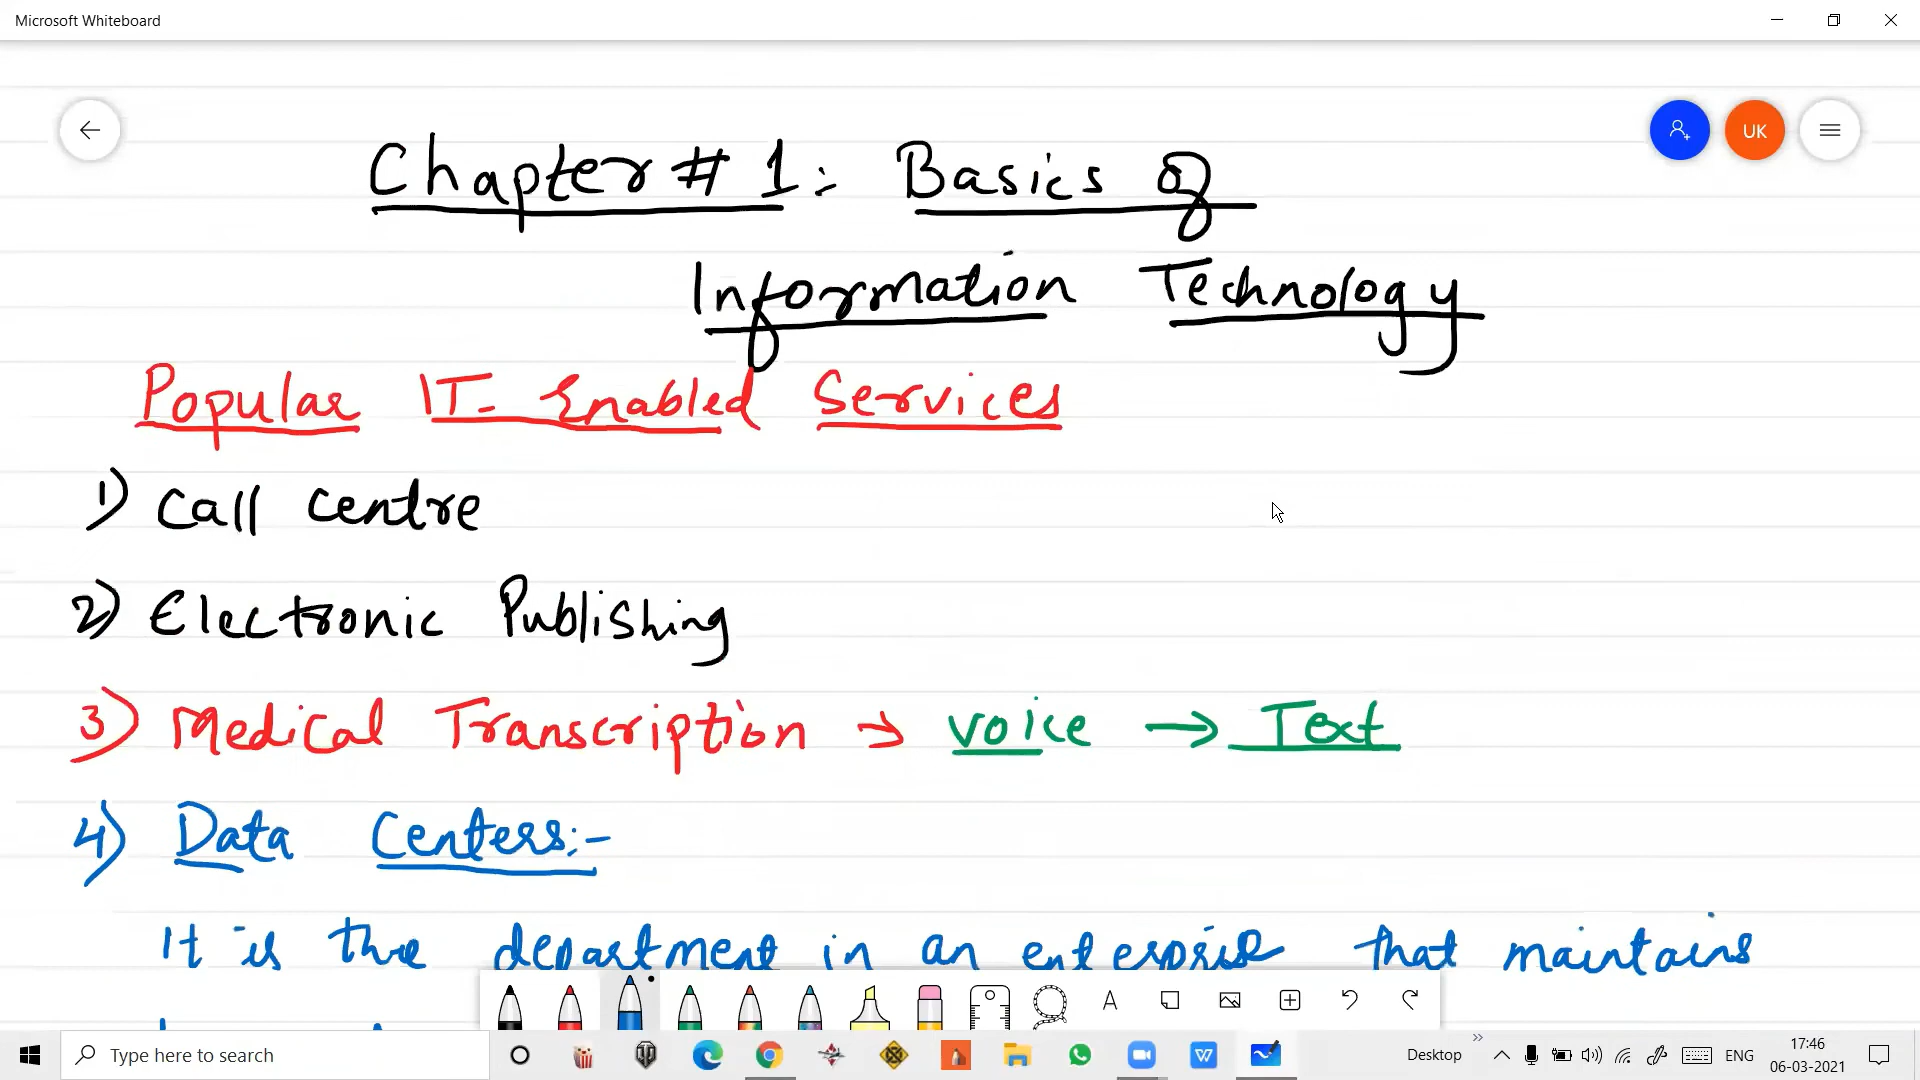 Microsoft Whiteboard
UK
Chapter # 1: Basics of
Information Technology
Popular IT- Enabled Services
1) Call Centre
2) Electronic Publishing
3) Medical Transcription → voice → Text
4) Data Centers:-
It is the department in an enterprise that maintains
A
Type here to search
W
Desktop
ENG
17:46
06-03-2021